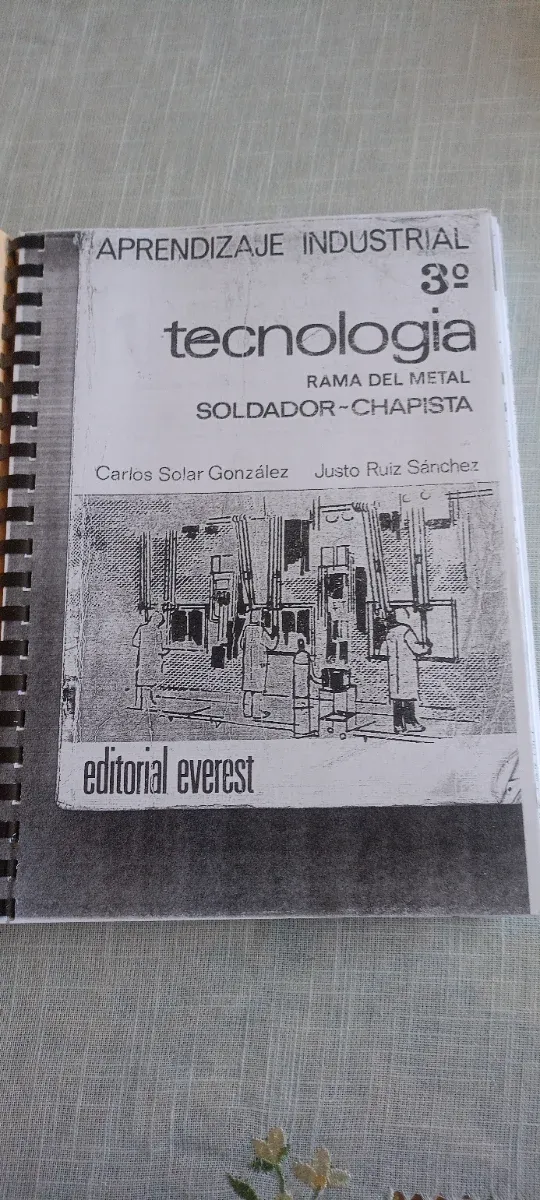 APRENDIZAJE INDUSTRIAL
3º
tecnologia
RAMA DEL METAL
SOLDADOR~CHAPISTA
Carlos Solar González Justo Ruiz Sánchez
editorial everest